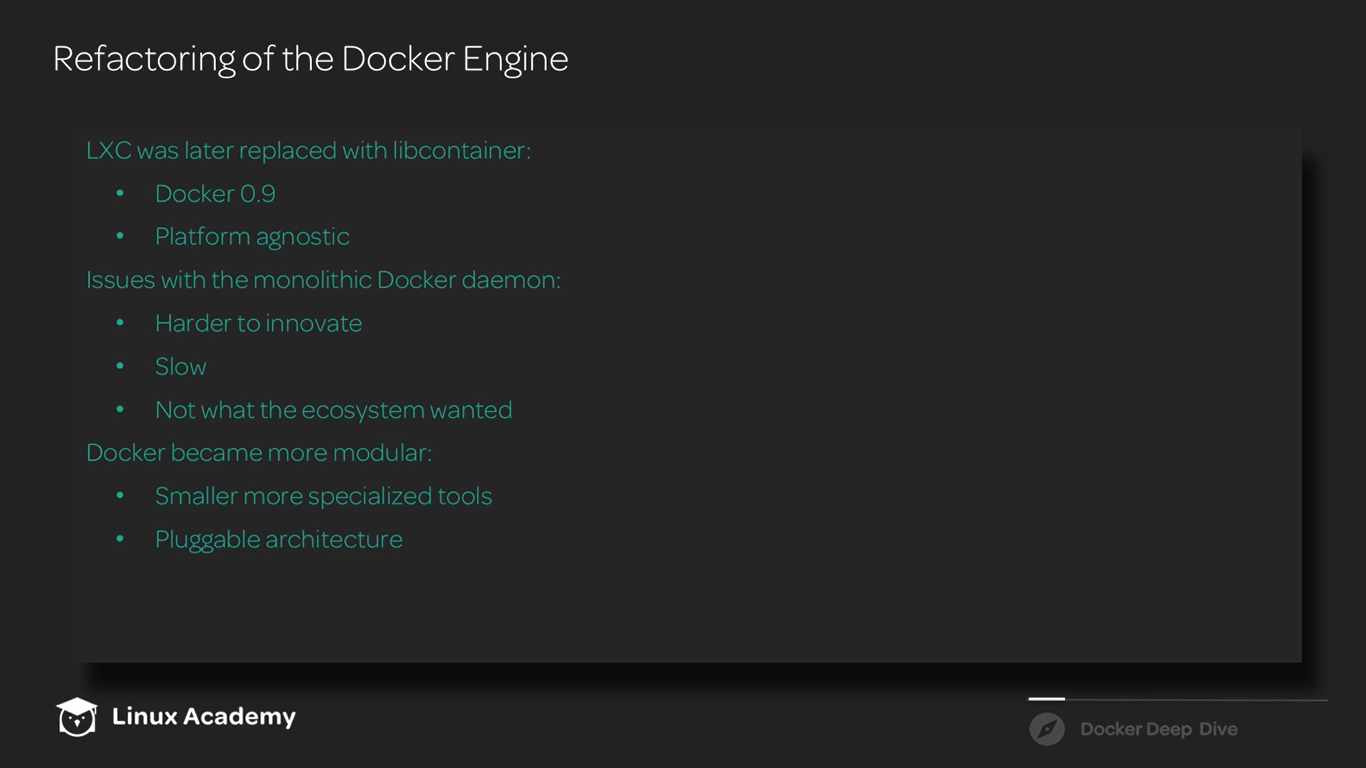 Refactoring of the Docker Engine
LXC was later replaced with libcontainer:
• Docker 0.9
• Platform agnostic
Issues with the monolithic Docker daemon:
• Harder to innovate
• Slow
• Not what the ecosystem wanted
Docker became more modular:
• Smaller more specialized tools
• Pluggable architecture
Linux Academy
Docker Deep Dive